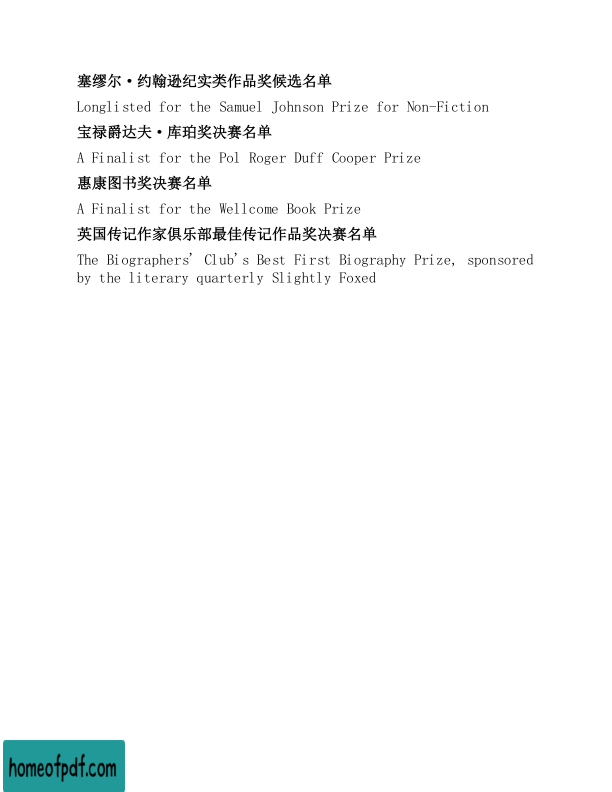 塞缪尔·约翰逊纪实类作品奖候选名单
Longlisted for the Samuel Johnson Prize for Non-Fiction
宝禄爵达夫·库珀奖决赛名单
A Finalist for the Pol Roger Duff Cooper Prize
惠康图书奖决赛名单
A Finalist for the Wellcome Book Prize
英国传记作家俱乐部最佳传记作品奖决赛名单
The Biographers' Club's Best First Biography Prize, sponsored
by the literary quarterly Slightly Foxed
homeofpdf.com